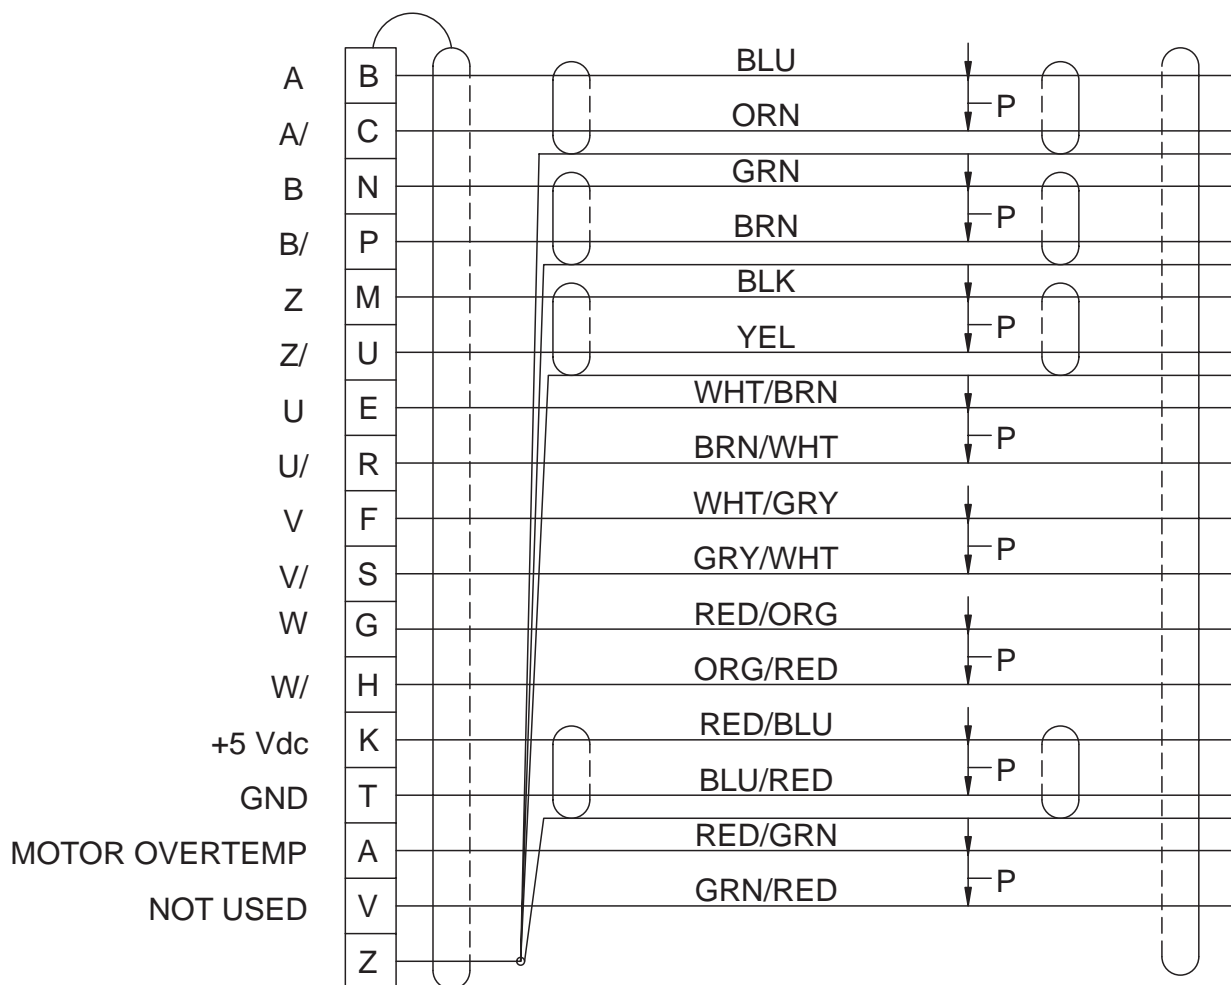 A B BLU
P
A/ C ORN
B N GRN
P
B/ P BRN
Z M BLK
P
Z/ U YEL
U E WHT/BRN
P
U/ R BRN/WHT
V F WHT/GRY
P
V/ S GRY/WHT
W G RED/ORG
P
W/ H ORG/RED
+5 Vdc K RED/BLU
P
GND T BLU/RED
MOTOR OVERTEMP A RED/GRN
P
NOT USED V GRN/RED
Z